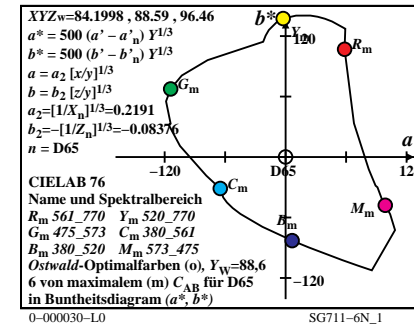 XYZw=84.1998, 88.59, 96.46
a* = 500 (a' – a'n) Y1/3
b* = 500 (b' – b'n) Y1/3
a = a2 [x/y]1/3
b = b2 [z/y]1/3
a2=[1/Xn]1/3=0.2191
b2=–[1/Zn]1/3=–0.08376
n = D65
b*
Ym
120
Rm
Gm
a
–120
D65
12
Cm
Mm
Bm
–120
CIELAB 76
Name und Spektralbereich
Rm 561_770 Ym 520_770
Gm 475_573 Cm 380_561
Bm 380_520 Mm 573_475
Ostwald-Optimalfarben (o), YW=88,6
6 von maximalem (m) CAB für D65
in Buntheitsdiagram (a*, b*)
0-000030-L0
SG711-6N_1